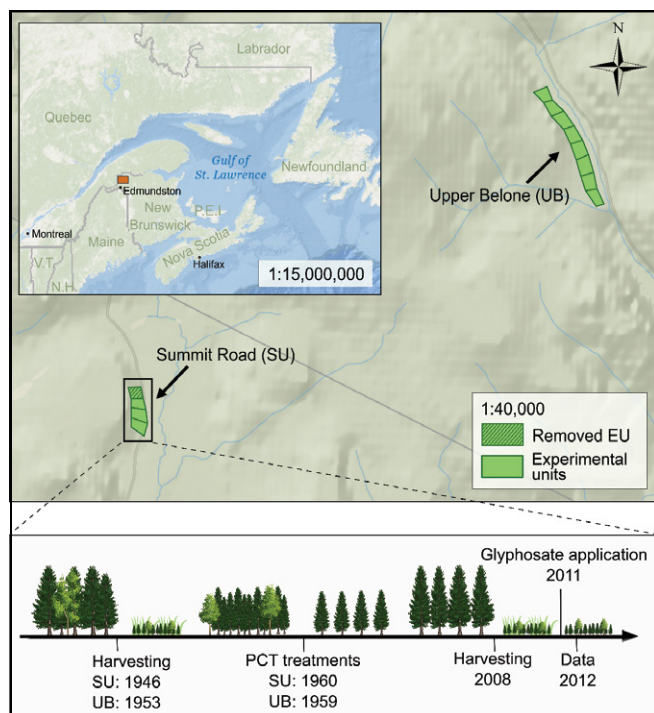 Labrador
Quebec
Gulf of
St. Lawrence
Newfoundland
Edmundston
New
Brunswick
P.E.I.
Montreal
Maine
Nova Scotia
V.T.
N.H.
Halifax
1:15,000,000
N
Upper Belone (UB)
Summit Road (SU)
1:40,000
Removed EU
Experimental
units
Glyphosate application
2011
Harvesting
SU: 1946
UB: 1953
PCT treatments
SU: 1960
UB: 1959
Harvesting
2008
Data
2012